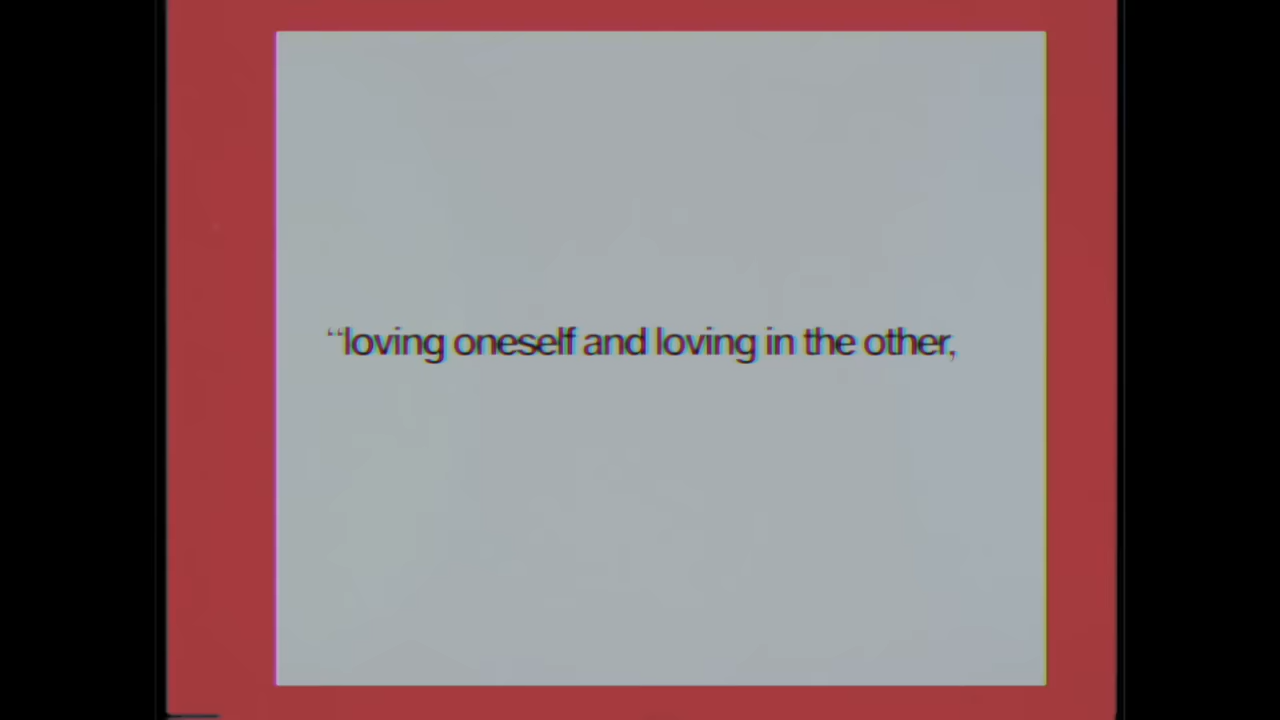 “loving oneself and loving in the other,